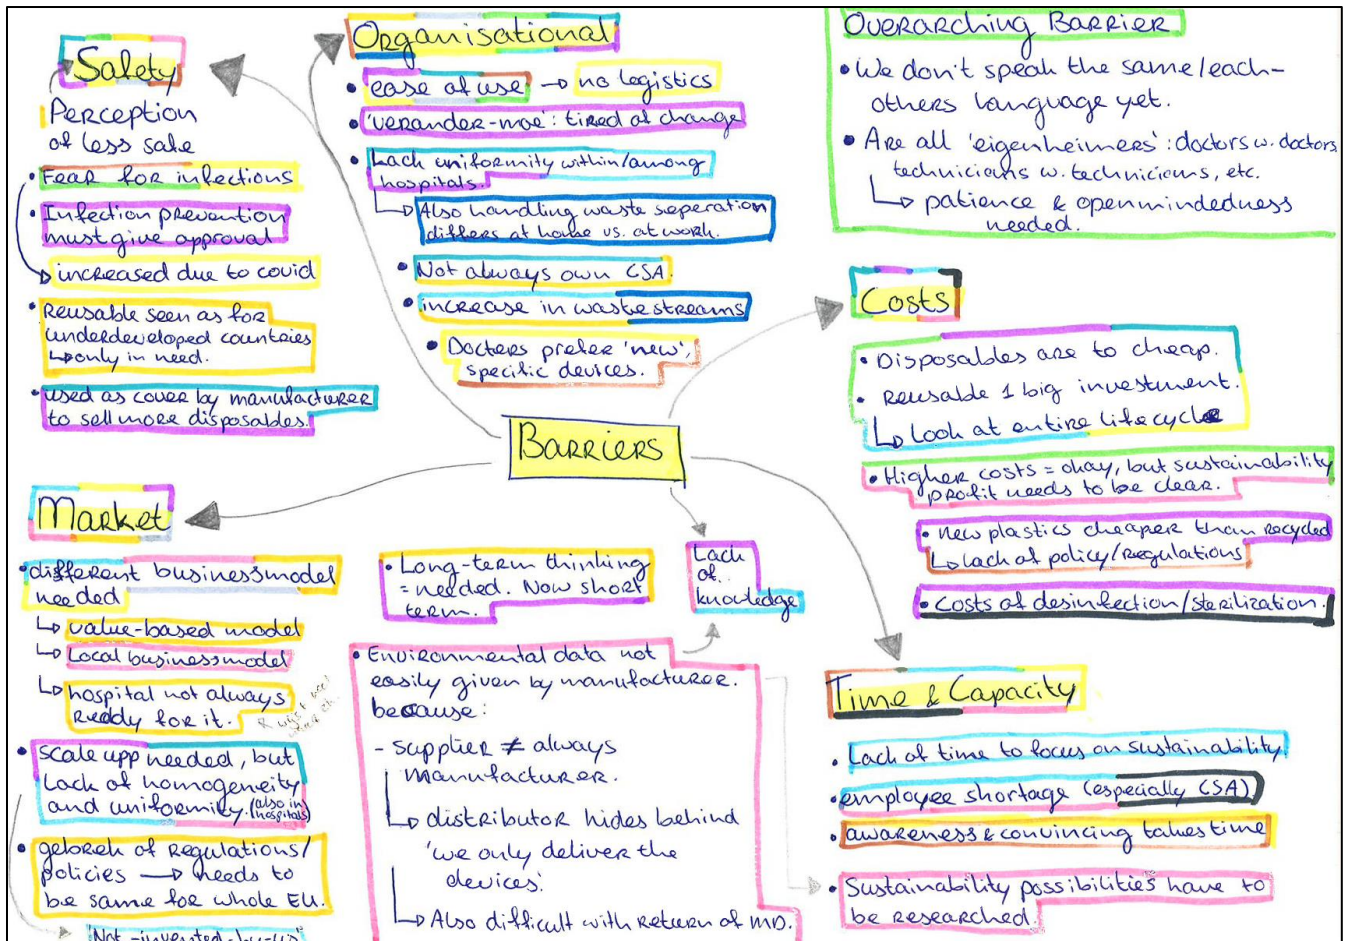 Safety
Perception
of less safe
• Fear for infections
• Infection prevention
must give approval
increased due to covid
• Reusable seen as for
underdeveloped countries
↳ only in need.
• used as cover by manufacturer
to sell more disposables.
Organisational
• ease of use → no logistics
• 'verander-moe': tired of change
• Lack uniformity within/among
hospitals.
↳ Also handling waste seperation
differs at home vs. at work.
• Not always own CSA.
• increase in wastestreams
• Docters prefer 'new',
specific devices.
Overarching Barrier
• We don't speak the same/each-
others language yet.
• Are all 'eigenheimers': doctors w. doctors,
technicians w. technicians, etc.
↳ patience & openmindedness
needed.
Costs
• Disposables are to cheap.
• reusable 1 big investment.
↳ Look at entire lifecycle
• Higher costs = okay, but sustainability
profit needs to be clear.
• new plastics cheaper than recycled
↳ Lack of policy/regulations
• Costs of desinfection/sterilization.
Barriers
Market
• different businessmodel
needed
↳ value-based model
↳ Local businessmodel
↳ hospital not always
ready for it.
• scale upp needed, but
Lack of homogeneity
and uniformity. (also in
hospitals)
• gebrek of regulations/
policies → needs to
be same for whole EU.
'Not-invented-by-us'
• Long-term thinking
= needed. Now short
term.
Lack
of
knowledge
• Environmental data not
easily given by manufacturer.
because:
- supplier ≠ always
manufacturer.
↳ distributor hides behind
'we only deliver the
devices'.
↳ Also difficult with return of MD.
Time & Capacity
• Lack of time to focus on sustainability.
• employee shortage (especially CSA)
• awareness & convincing takes time
• Sustainability possibilities have to
be researched.